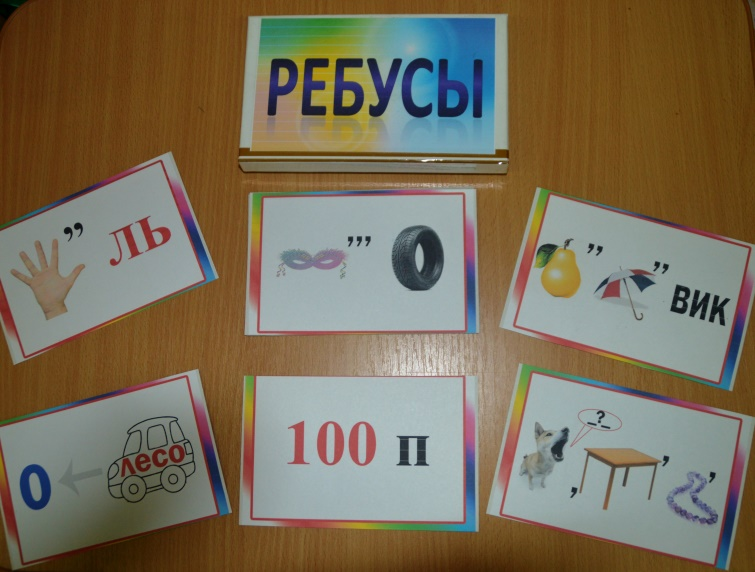 РЕБУСЫ
,, ЛЬ
,,,
,, ,, ВИК
О лесо
100 П
_?_
, , ,